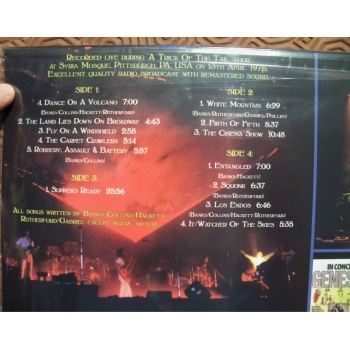 Recorded live during A Trick Of The Tail tour
at Syria Mosque, Pittsburgh, PA, USA on 13th April 1976.
Excellent quality radio broadcast with remastered sound.
SIDE 1:
1. Dance On A Volcano 7:00
(Banks/Collins/Hackett/Rutherford)
2. The Lamb Lies Down On Broadway 4:43
3. Fly On A Windshield 2:58
4. The Carpet Crawlers 5:14
5. Robbery, Assault & Battery 5:57
(Banks/Collins)
SIDE 3:
1. Supper's Ready 25:56
All songs written by Banks/Collins/Hackett/
Rutherford/Gabriel except where noted.
SIDE 2:
1. White Mountain 6:29
(Banks/Rutherford/Gabriel/Phillips)
2. Firth Of Fifth 8:37
3. The Cinema Show 10:48
SIDE 4:
1. Entangled 7:00
(Banks/Hackett)
2. Squonk 6:37
(Banks/Rutherford)
3. Los Endos 6:46
(Banks/Collins/Hackett/Rutherford)
4. It/Watcher Of The Skies 5:35
IN CONCE
GENES